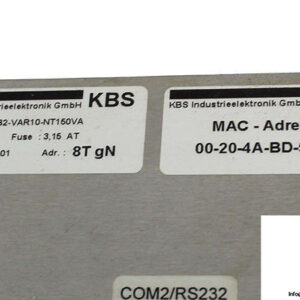 rieelektronik GmbH KBS
32-VAR10-NT150VA
Fuse : 3,15 AT
01 Adr. : 8T gN
KBS Industrieelektronik GmbH
MAC - Adre
00-20-4A-BD-
COM2/RS232